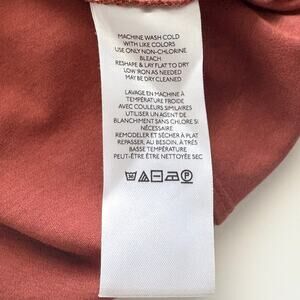 MACHINE WASH COLD
WITH LIKE COLORS
USE ONLY NON-CHLORINE
BLEACH
RESHAPE & LAY FLAT TO DRY
LOW IRON AS NEEDED
MAY BE DRY CLEANED
LAVAGE EN MACHINE À
TEMPÉRATURE FROIDE
AVEC COULEURS SIMILAIRES
UTILISER UN AGENT DE
BLANCHIMENT SANS CHLORE SI
NÉCESSAIRE
REMODELER ET SÉCHER À PLAT
REPASSER, AU BESOIN, À TRÈS
BASSE TEMPÉRATURE
PEUT-ÊTRE ÊTRE NETTOYÉE SEC
P